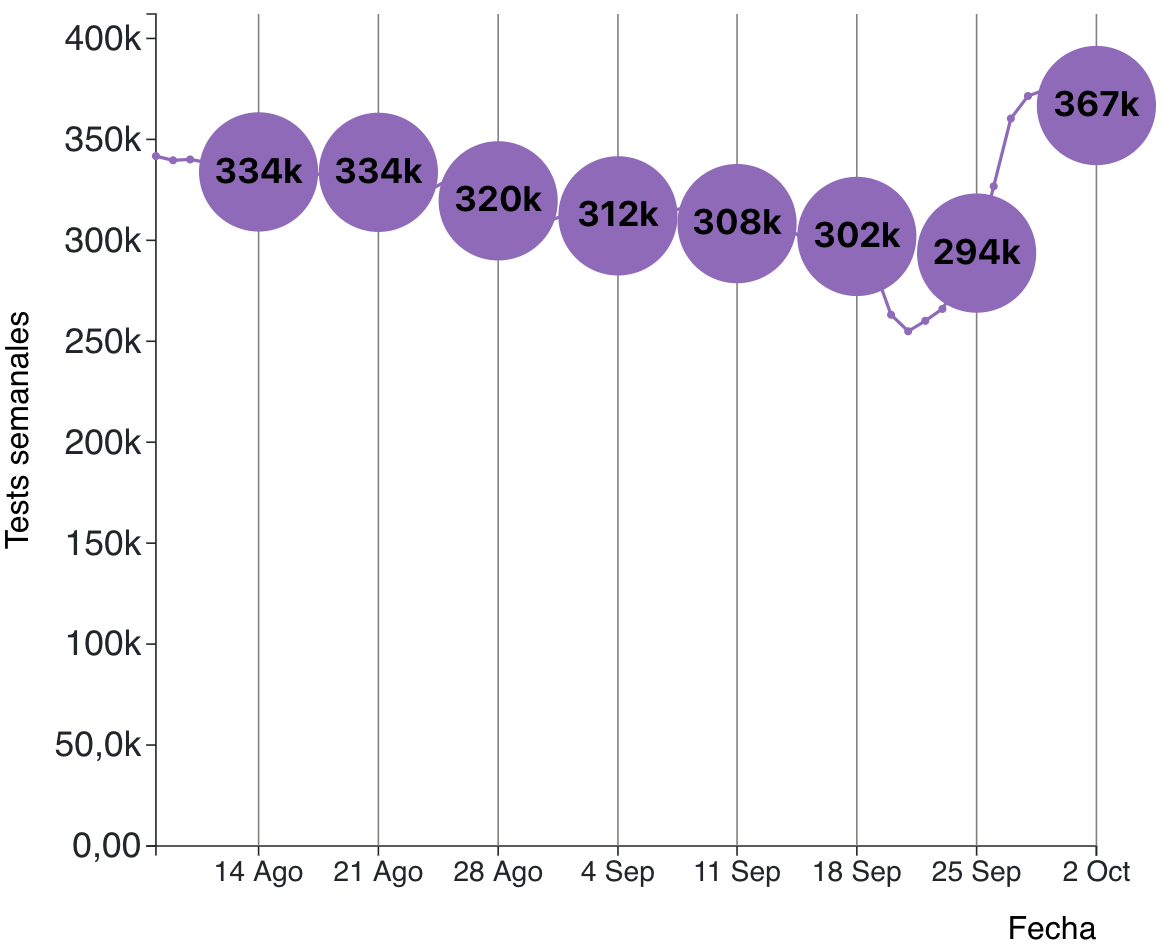 400k
350k
300k
250k
200k
150k
100k
50,0k
0,00
Tests semanales
334k
334k
320k
312k
308k
302k
294k
367k
14 Ago
21 Ago
28 Ago
4 Sep
11 Sep
18 Sep
25 Sep
2 Oct
Fecha